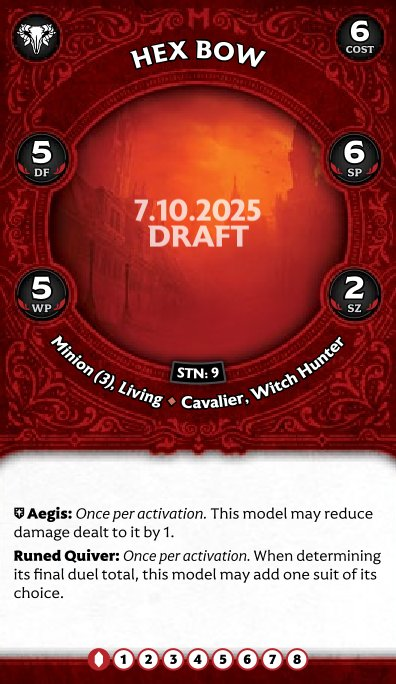 HEX BOW
6
COST
5
DF
6
SP
7.10.2025
DRAFT
5
WP
2
SZ
STN: 9
Minion (3), Living • Cavalier, Witch Hunter
Aegis: Once per activation. This model may reduce
damage dealt to it by 1.
Runed Quiver: Once per activation. When determining
its final duel total, this model may add one suit of its
choice.
1 2 3 4 5 6 7 8